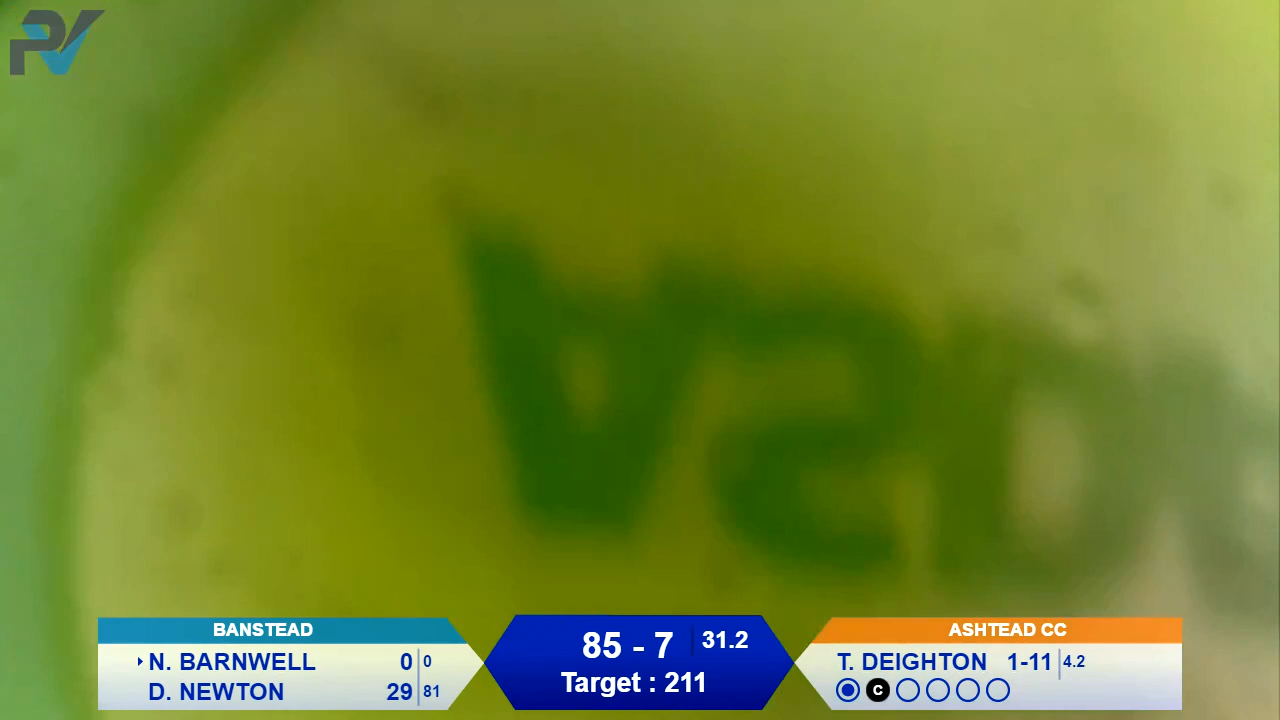 PV
BANSTEAD
N. BARNWELL 0 0
D. NEWTON 29 81
85 - 7 31.2
Target : 211
ASHTEAD CC
T. DEIGHTON 1-11 4.2
C